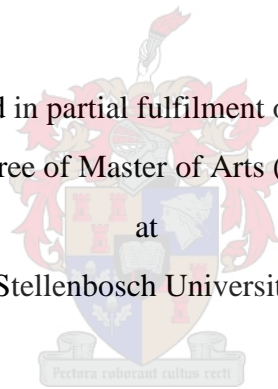 d in partial fulfilment o
ree of Master of Arts (
at
Stellenbosch Universit
Pectora roborant cultus recti